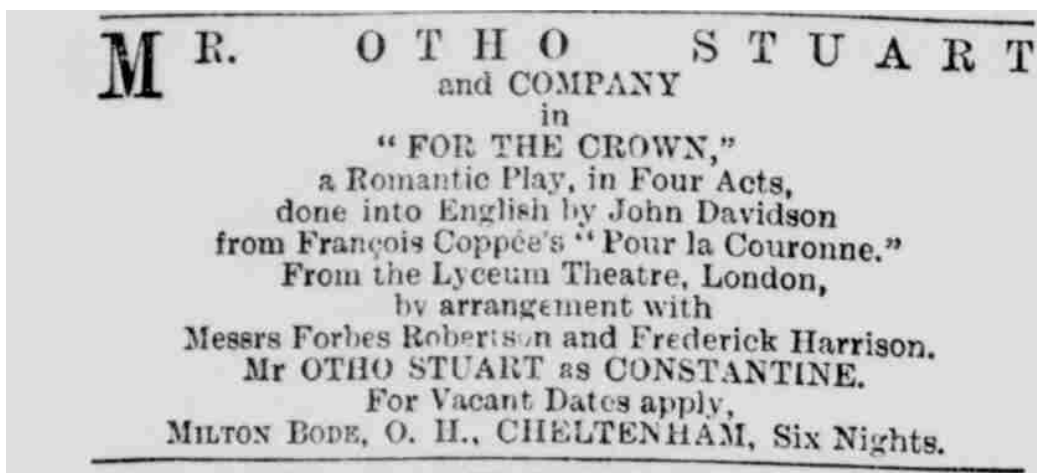 MR. OTHO STUART
and COMPANY
in
“ FOR THE CROWN,”
a Romantic Play, in Four Acts,
done into English by John Davidson
from François Coppée's “ Pour la Couronne.”
From the Lyceum Theatre, London,
by arrangement with
Messrs Forbes Robertson and Frederick Harrison.
Mr OTHO STUART as CONSTANTINE.
For Vacant Dates apply,
MILTON BODE, O. H., CHELTENHAM, Six Nights.